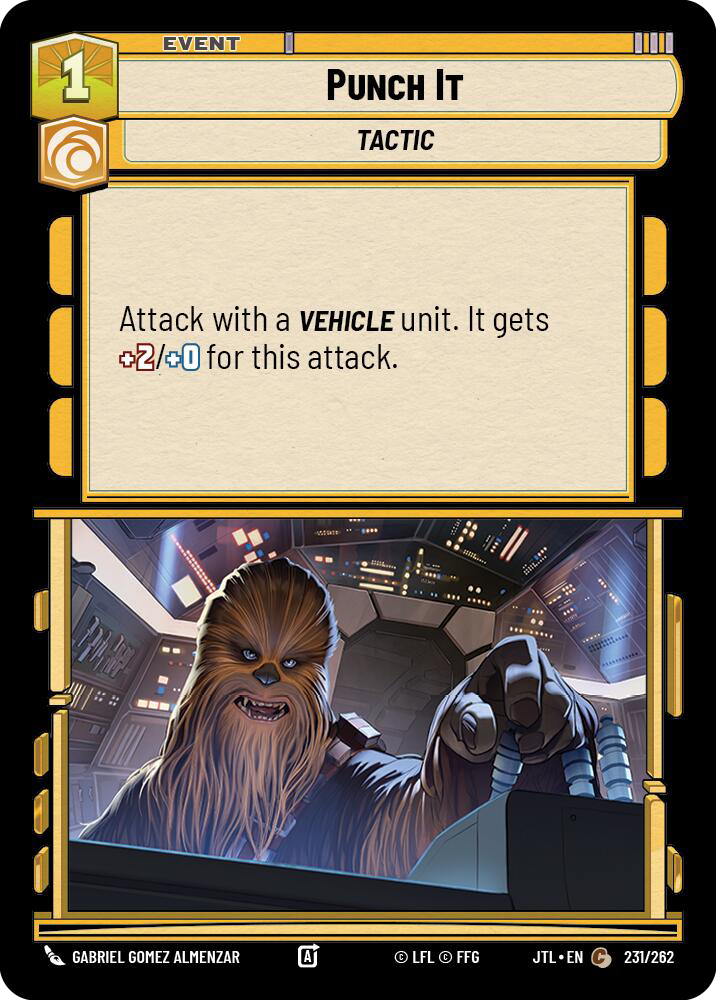 EVENT
1
PUNCH IT
TACTIC
Attack with a VEHICLE unit. It gets
+2/+0 for this attack.
GABRIEL GOMEZ ALMENZAR
A
© LFL © FFG
JTL • EN
C
231/262